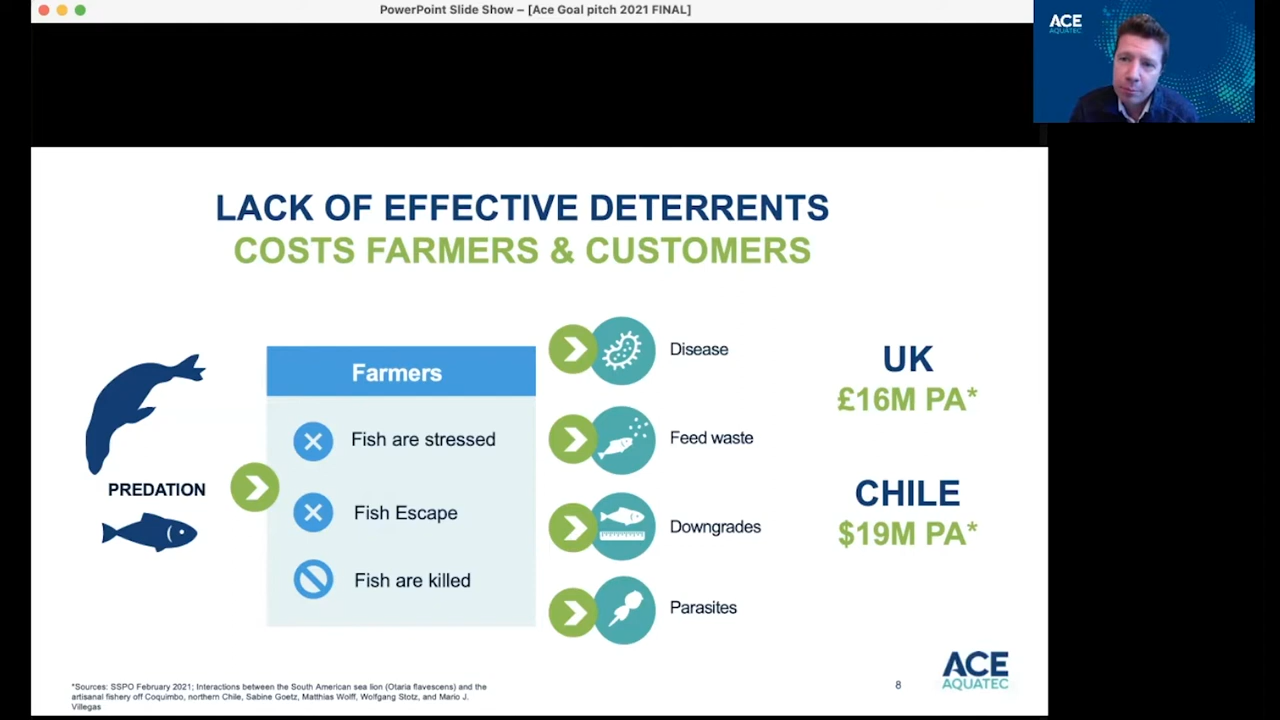 PowerPoint Slide Show – [Ace Goal pitch 2021 FINAL]
ACE
AQUATEC
LACK OF EFFECTIVE DETERRENTS
COSTS FARMERS & CUSTOMERS
PREDATION
Farmers
Fish are stressed
Fish Escape
Fish are killed
Disease
Feed waste
Downgrades
Parasites
UK
£16M PA*
CHILE
$19M PA*
*Sources: SSPO February 2021; Interactions between the South American sea lion (Otaria flavescens) and the
artisanal fishery off Coquimbo, northern Chile, Sabine Goetz, Matthias Wolff, Wolfgang Stotz, and Mario J.
Villegas
8
ACE
AQUATEC